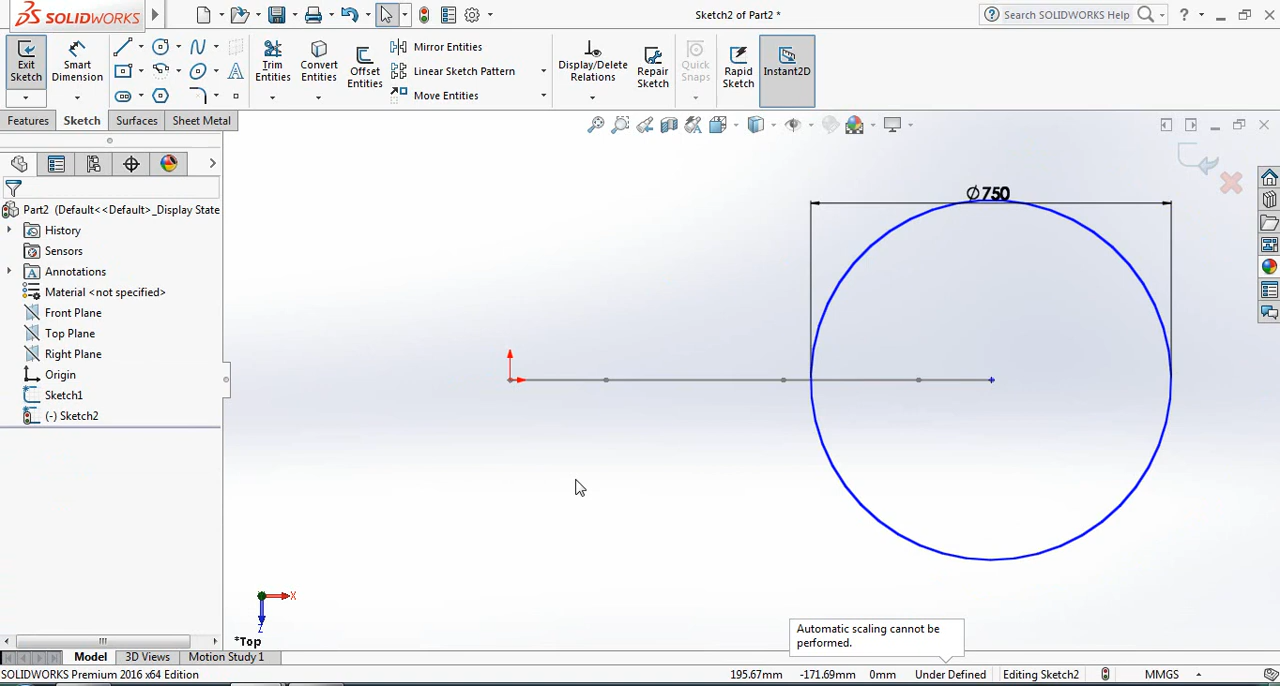 SOLIDWORKS
Sketch2 of Part2 *
Search SOLIDWORKS Help
?
Exit Sketch
Smart Dimension
Trim Entities
Convert Entities
Offset Entities
Mirror Entities
Linear Sketch Pattern
Move Entities
Display/Delete Relations
Repair Sketch
Quick Snaps
Rapid Sketch
Instant2D
Features
Sketch
Surfaces
Sheet Metal
Part2 (Default<<Default>_Display State
History
Sensors
Annotations
Material <not specified>
Front Plane
Top Plane
Right Plane
Origin
Sketch1
(-) Sketch2
Ø750
X
Z
*Top
Automatic scaling cannot be
performed.
Model
3D Views
Motion Study 1
SOLIDWORKS Premium 2016 x64 Edition
195.67mm
-171.69mm
0mm
Under Defined
Editing Sketch2
MMGS